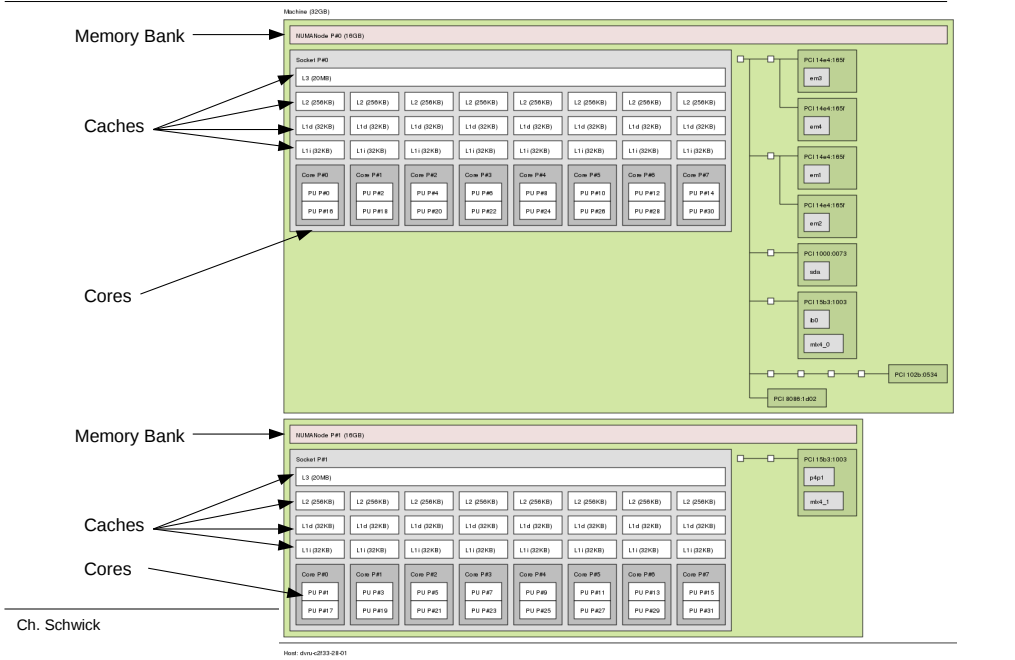 Machine (32GB)
Memory Bank
NUMANode P#0 (16GB)
Socket P#0
L3 (20MB)
Caches
L2 (256KB) L2 (256KB) L2 (256KB) L2 (256KB) L2 (256KB) L2 (256KB) L2 (256KB) L2 (256KB)
L1d (32KB) L1d (32KB) L1d (32KB) L1d (32KB) L1d (32KB) L1d (32KB) L1d (32KB) L1d (32KB)
L1i (32KB) L1i (32KB) L1i (32KB) L1i (32KB) L1i (32KB) L1i (32KB) L1i (32KB) L1i (32KB)
Core P#0 Core P#1 Core P#2 Core P#3 Core P#4 Core P#5 Core P#6 Core P#7
PU P#0 PU P#2 PU P#4 PU P#6 PU P#8 PU P#10 PU P#12 PU P#14
PU P#16 PU P#18 PU P#20 PU P#22 PU P#24 PU P#26 PU P#28 PU P#30
Cores
PCI 14e4:165f
em3
PCI 14e4:165f
em4
PCI 14e4:165f
em1
PCI 14e4:165f
em2
PCI 1000:0073
sda
PCI 15b3:1003
ib0
mlx4_0
PCI 102b:0534
PCI 8086:1d02
Memory Bank
NUMANode P#1 (16GB)
Socket P#1
L3 (20MB)
Caches
L2 (256KB) L2 (256KB) L2 (256KB) L2 (256KB) L2 (256KB) L2 (256KB) L2 (256KB) L2 (256KB)
L1d (32KB) L1d (32KB) L1d (32KB) L1d (32KB) L1d (32KB) L1d (32KB) L1d (32KB) L1d (32KB)
L1i (32KB) L1i (32KB) L1i (32KB) L1i (32KB) L1i (32KB) L1i (32KB) L1i (32KB) L1i (32KB)
Cores
Core P#0 Core P#1 Core P#2 Core P#3 Core P#4 Core P#5 Core P#6 Core P#7
PU P#1 PU P#3 PU P#5 PU P#7 PU P#9 PU P#11 PU P#13 PU P#15
PU P#17 PU P#19 PU P#21 PU P#23 PU P#25 PU P#27 PU P#29 PU P#31
PCI 15b3:1003
p4p1
mlx4_1
Ch. Schwick
Host: